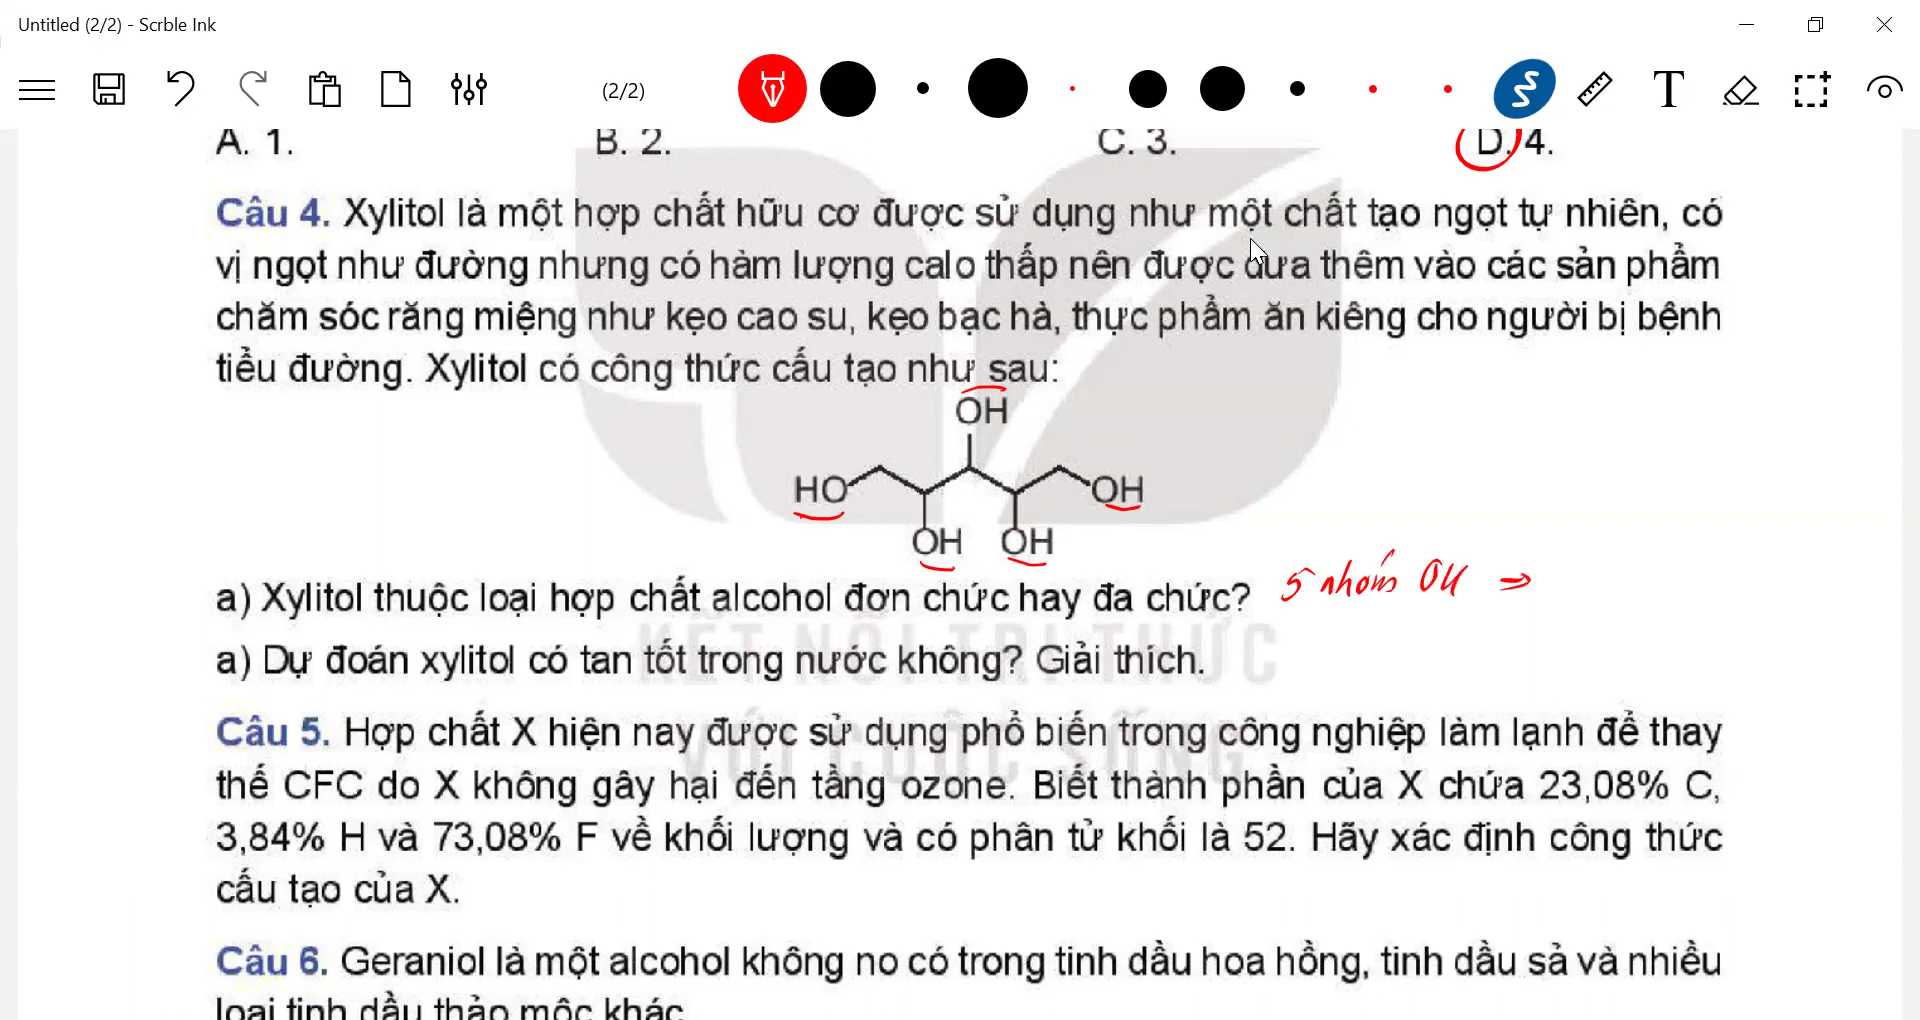 Untitled (2/2) - Scrble Ink
(2/2)
T
A. 1. B. 2. C. 3. D. 4.
Câu 4. Xylitol là một hợp chất hữu cơ được sử dụng như một chất tạo ngọt tự nhiên, có
vị ngọt như đường nhưng có hàm lượng calo thấp nên được đưa thêm vào các sản phẩm
chăm sóc răng miệng như kẹo cao su, kẹo bạc hà, thực phẩm ăn kiêng cho người bị bệnh
tiểu đường. Xylitol có công thức cấu tạo như sau:
OH
HO OH
OH OH
a) Xylitol thuộc loại hợp chất alcohol đơn chức hay đa chức? 5 nhóm OH ⇒
a) Dự đoán xylitol có tan tốt trong nước không? Giải thích.
KẾT NỐI TRI THỨC
VỚI CUỘC SỐNG
Câu 5. Hợp chất X hiện nay được sử dụng phổ biến trong công nghiệp làm lạnh để thay
thế CFC do X không gây hại đến tầng ozone. Biết thành phần của X chứa 23,08% C,
3,84% H và 73,08% F về khối lượng và có phân tử khối là 52. Hãy xác định công thức
cấu tạo của X.
Câu 6. Geraniol là một alcohol không no có trong tinh dầu hoa hồng, tinh dầu sả và nhiều
loại tinh dầu thảo mộc khác.